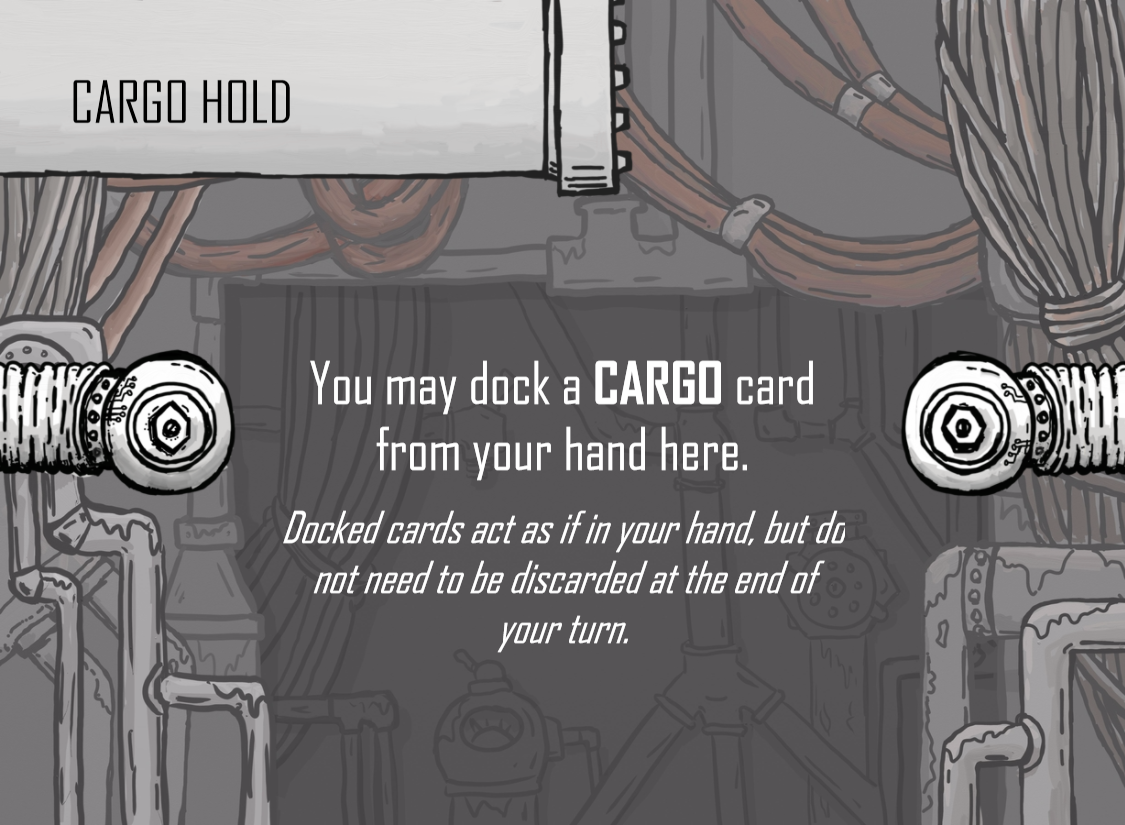 CARGO HOLD
You may dock a CARGO card
from your hand here.
Docked cards act as if in your hand, but do
not need to be discarded at the end of
your turn.